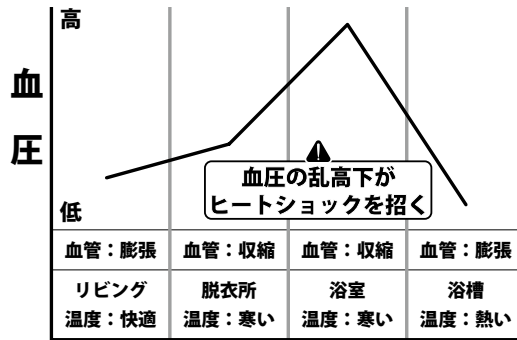 高
血圧
低
血圧の乱高下が
ヒートショックを招く
血管：膨張 血管：収縮 血管：収縮 血管：膨張
リビング 脱衣所 浴室 浴槽
温度：快適 温度：寒い 温度：寒い 温度：熱い